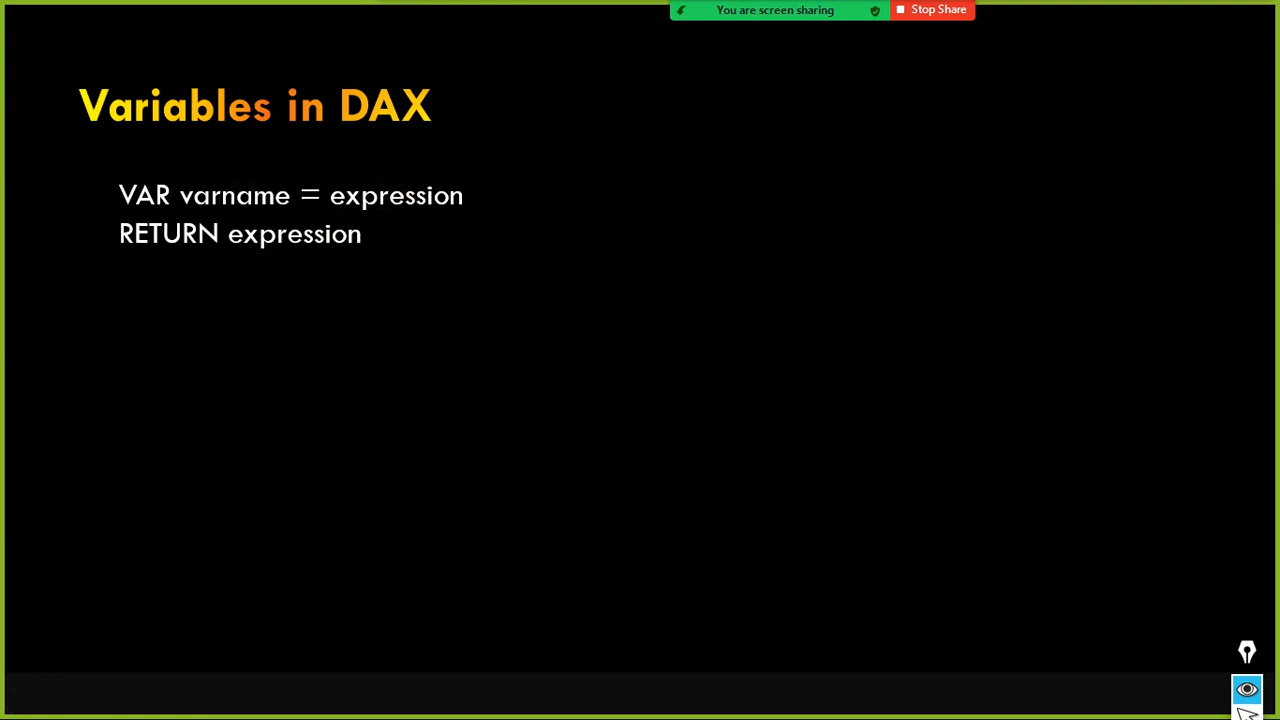 You are screen sharing
Stop Share
Variables in DAX
VAR varname = expression
RETURN expression